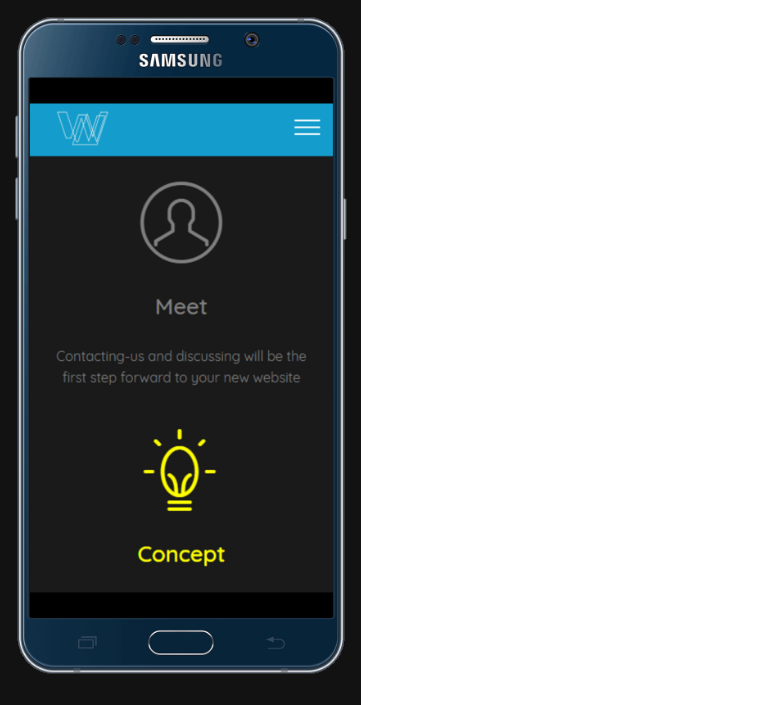 SAMSUNG
W
Meet
Contacting-us and discussing will be the
first step forward to your new website
Concept